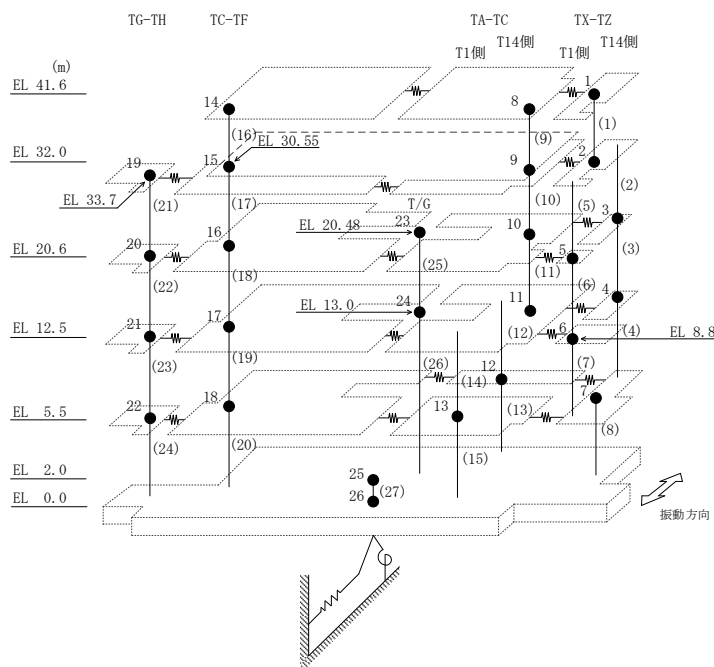 TG-TH TC-TF TA-TC TX-TZ
T1側 T14側 T1側 T14側
(m)
EL 41.6
14 8 1
(16) (9) (1)
EL 30.55
EL 32.0
19 15 9 2
EL 33.7
(21) (17) (10) (2)
T/G
EL 20.48 23
(5) 3
EL 20.6
20 16 10 5 (3)
(22) (18) (25) (11)
EL 13.0 24
(6) 4
11
EL 12.5
21 17 (12) 6 (4)
EL 8.8
(23) (19) (26) (14) 12 (7)
EL 5.5
22 18 13 (13) 7
(24) (20) (15) (8)
EL 2.0
25
EL 0.0
26 (27)
振動方向